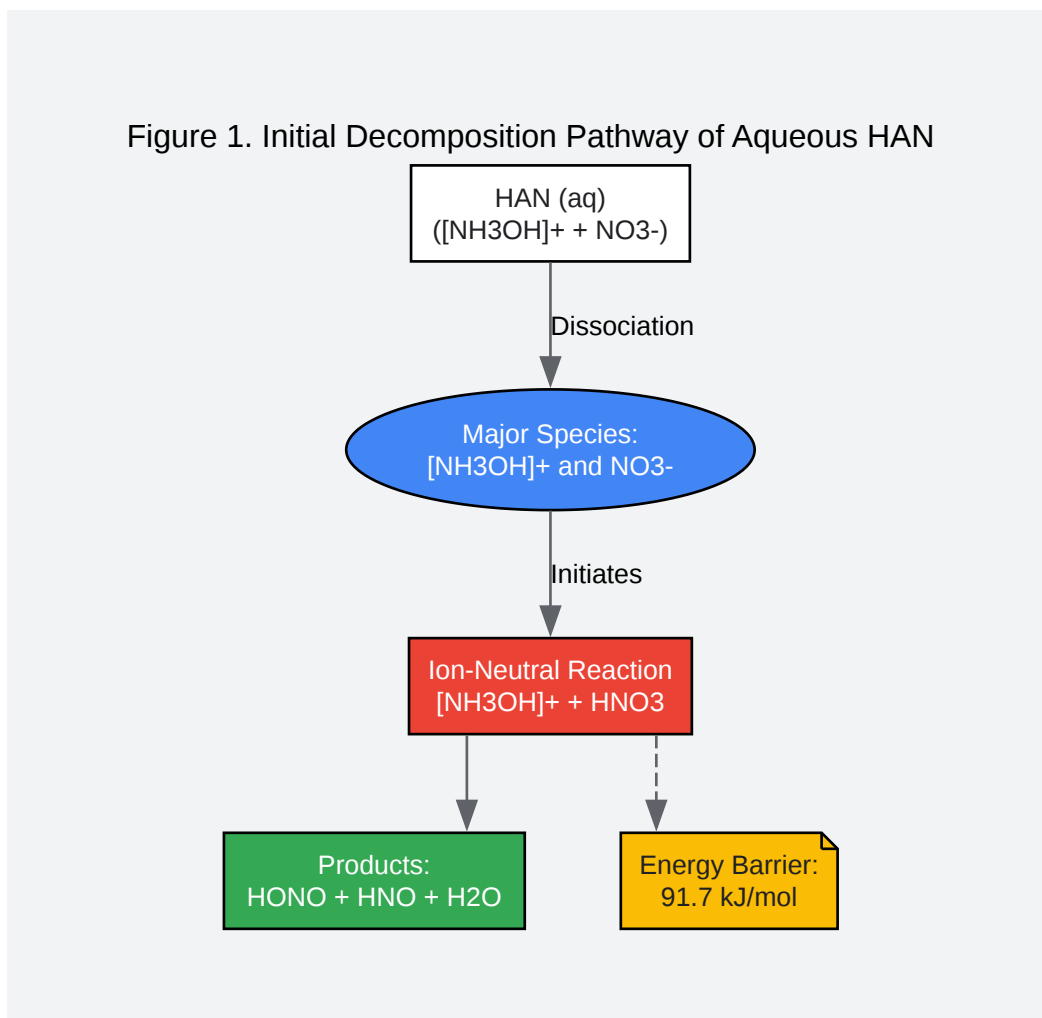 Figure 1. Initial Decomposition Pathway of Aqueous HAN
HAN (aq)
([NH3OH]+ + NO3-)
Dissociation
Major Species:
[NH3OH]+ and NO3-
Initiates
Ion-Neutral Reaction
[NH3OH]+ + HNO3
Products:
HONO + HNO + H2O
Energy Barrier:
91.7 kJ/mol